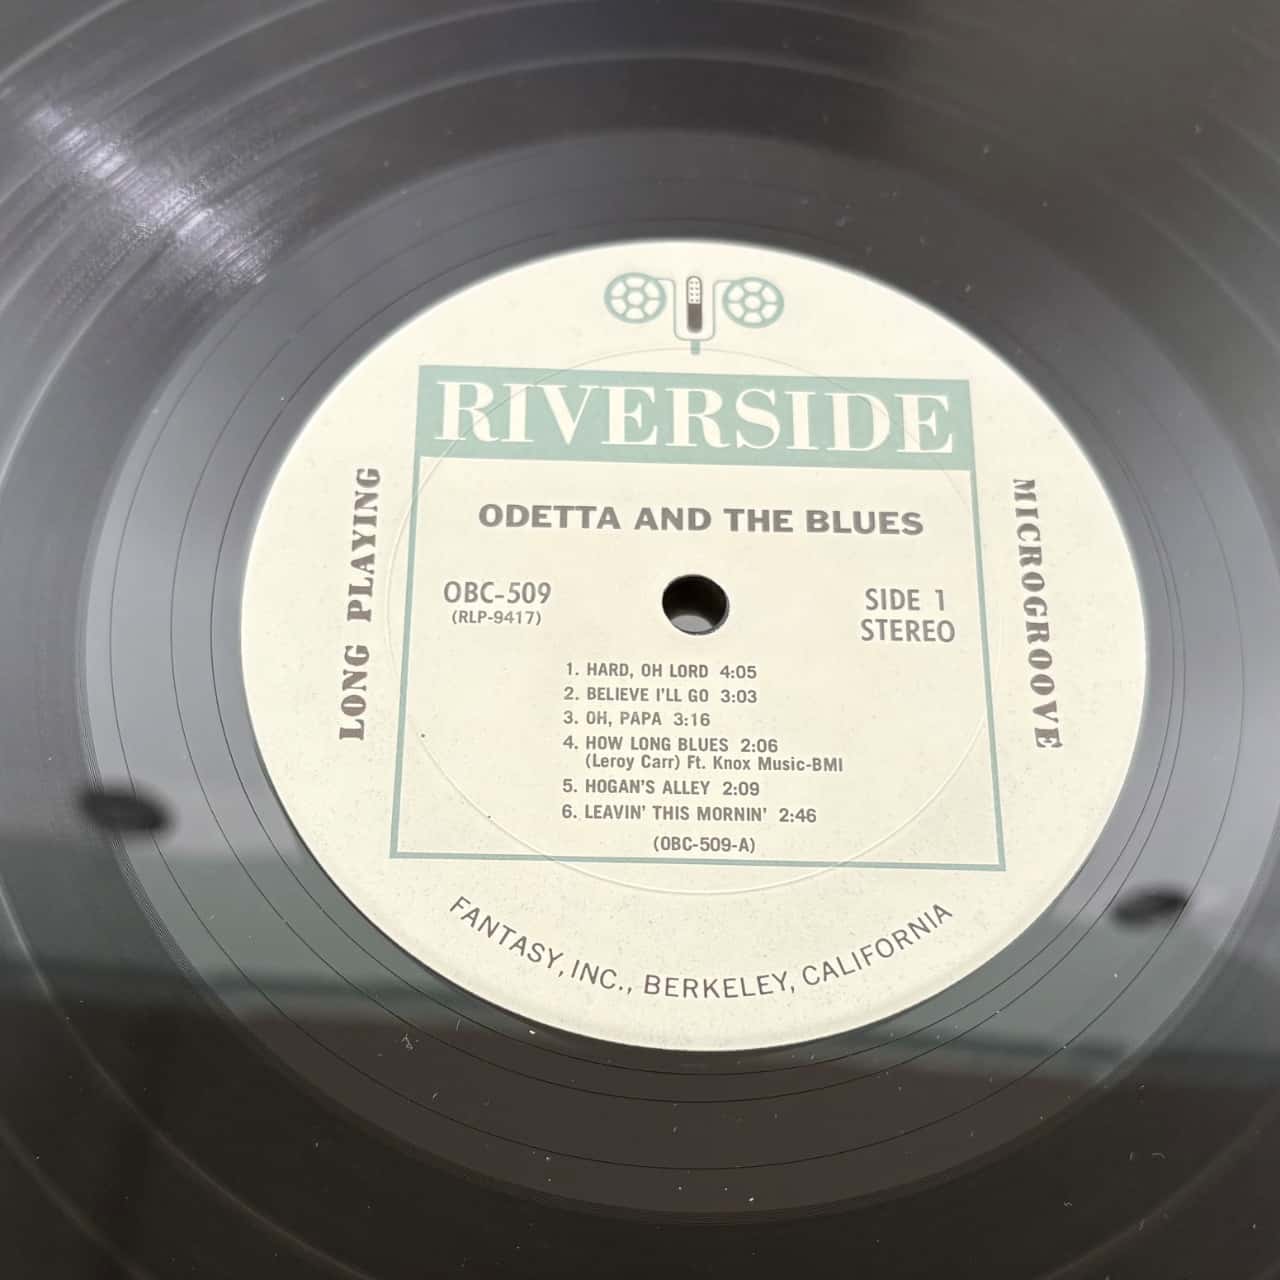 RIVERSIDE
LONG PLAYING
MICROGROOVE
ODETTA AND THE BLUES
OBC-509
(RLP-9417)
SIDE 1
STEREO
1. HARD, OH LORD 4:05
2. BELIEVE I'LL GO 3:03
3. OH, PAPA 3:16
4. HOW LONG BLUES 2:06
(Leroy Carr) Ft. Knox Music-BMI
5. HOGAN'S ALLEY 2:09
6. LEAVIN' THIS MORNIN' 2:46
(OBC-509-A)
FANTASY, INC., BERKELEY, CALIFORNIA